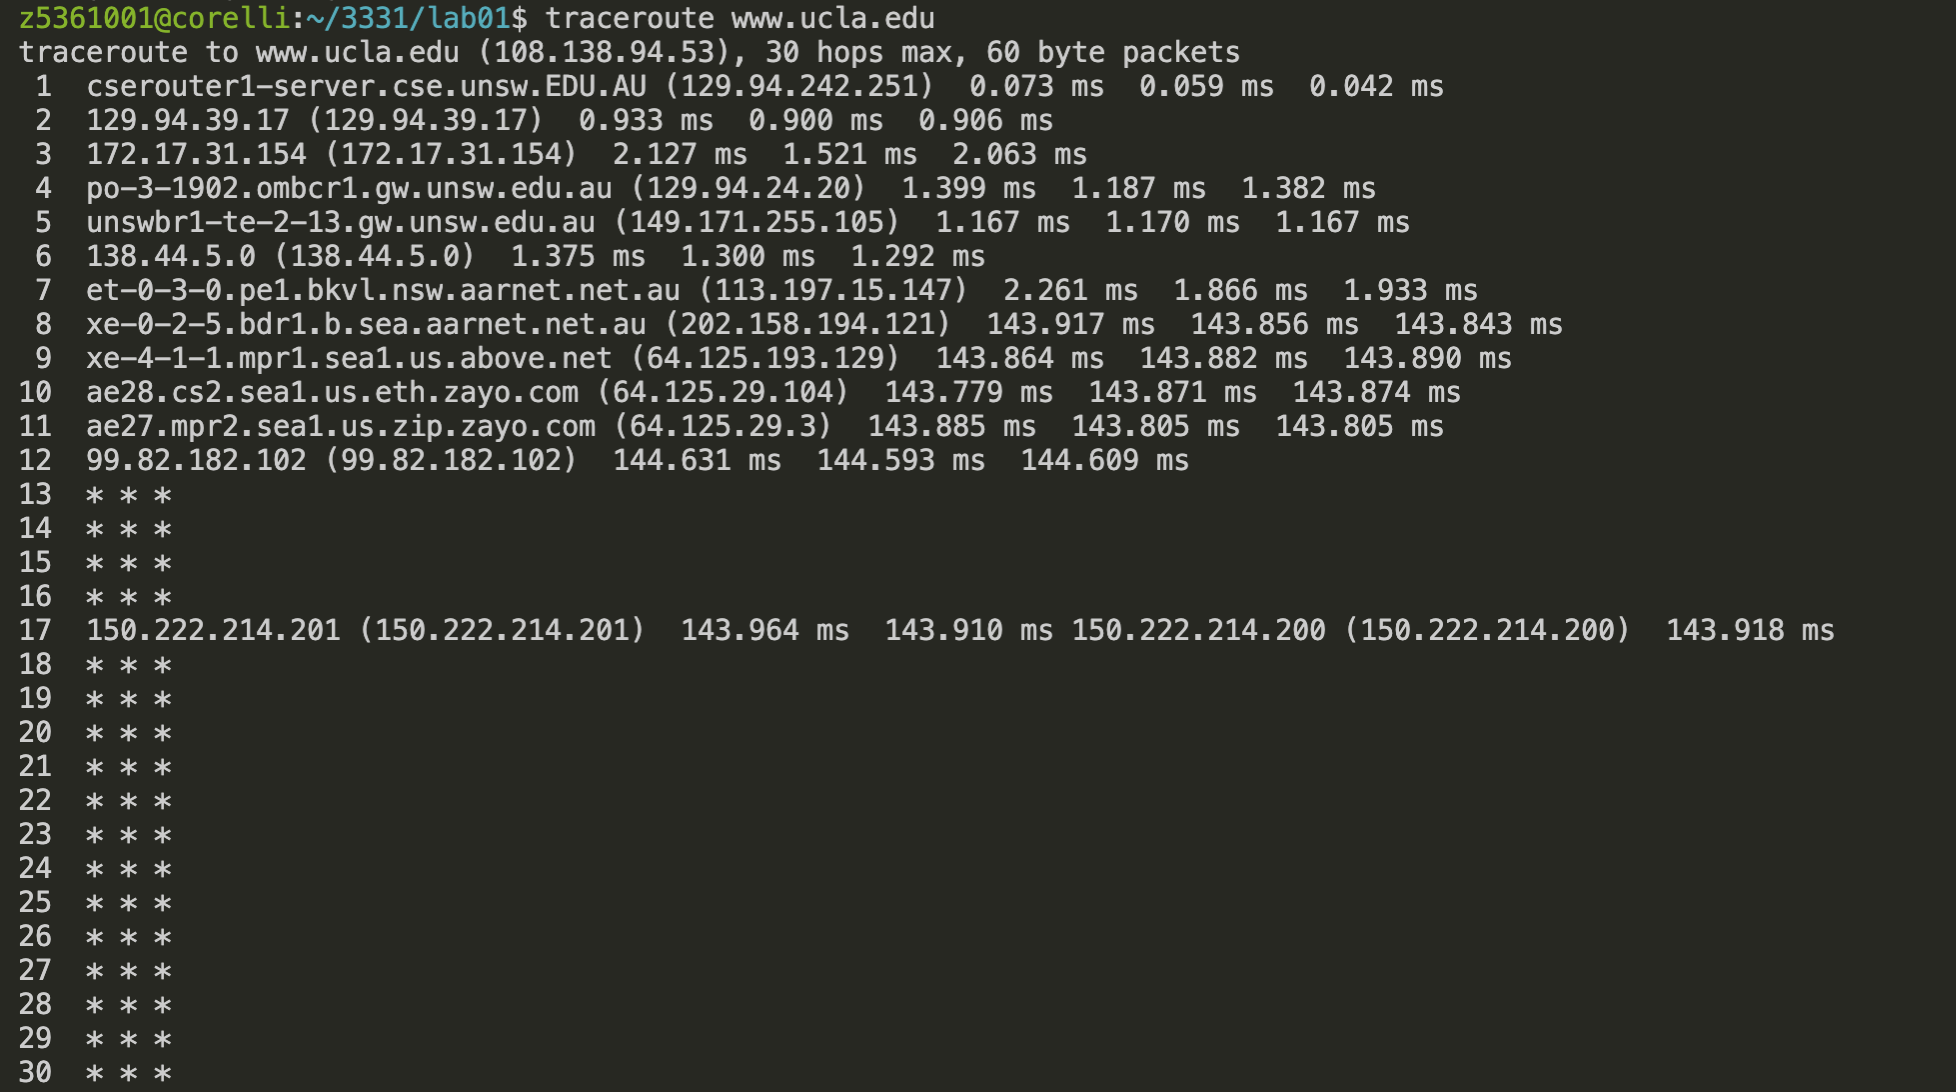 z5361001@corelli:~/3331/lab01$ traceroute www.ucla.edu
traceroute to www.ucla.edu (108.138.94.53), 30 hops max, 60 byte packets
 1  cserouter1-server.cse.unsw.EDU.AU (129.94.242.251)  0.073 ms  0.059 ms  0.042 ms
 2  129.94.39.17 (129.94.39.17)  0.933 ms  0.900 ms  0.906 ms
 3  172.17.31.154 (172.17.31.154)  2.127 ms  1.521 ms  2.063 ms
 4  po-3-1902.ombcr1.gw.unsw.edu.au (129.94.24.20)  1.399 ms  1.187 ms  1.382 ms
 5  unswbr1-te-2-13.gw.unsw.edu.au (149.171.255.105)  1.167 ms  1.170 ms  1.167 ms
 6  138.44.5.0 (138.44.5.0)  1.375 ms  1.300 ms  1.292 ms
 7  et-0-3-0.pe1.bkvl.nsw.aarnet.net.au (113.197.15.147)  2.261 ms  1.866 ms  1.933 ms
 8  xe-0-2-5.bdr1.b.sea.aarnet.net.au (202.158.194.121)  143.917 ms  143.856 ms  143.843 ms
 9  xe-4-1-1.mpr1.sea1.us.above.net (64.125.193.129)  143.864 ms  143.882 ms  143.890 ms
10  ae28.cs2.sea1.us.eth.zayo.com (64.125.29.104)  143.779 ms  143.871 ms  143.874 ms
11  ae27.mpr2.sea1.us.zip.zayo.com (64.125.29.3)  143.885 ms  143.805 ms  143.805 ms
12  99.82.182.102 (99.82.182.102)  144.631 ms  144.593 ms  144.609 ms
13  * * *
14  * * *
15  * * *
16  * * *
17  150.222.214.201 (150.222.214.201)  143.964 ms  143.910 ms 150.222.214.200 (150.222.214.200)  143.918 ms
18  * * *
19  * * *
20  * * *
21  * * *
22  * * *
23  * * *
24  * * *
25  * * *
26  * * *
27  * * *
28  * * *
29  * * *
30  * * *